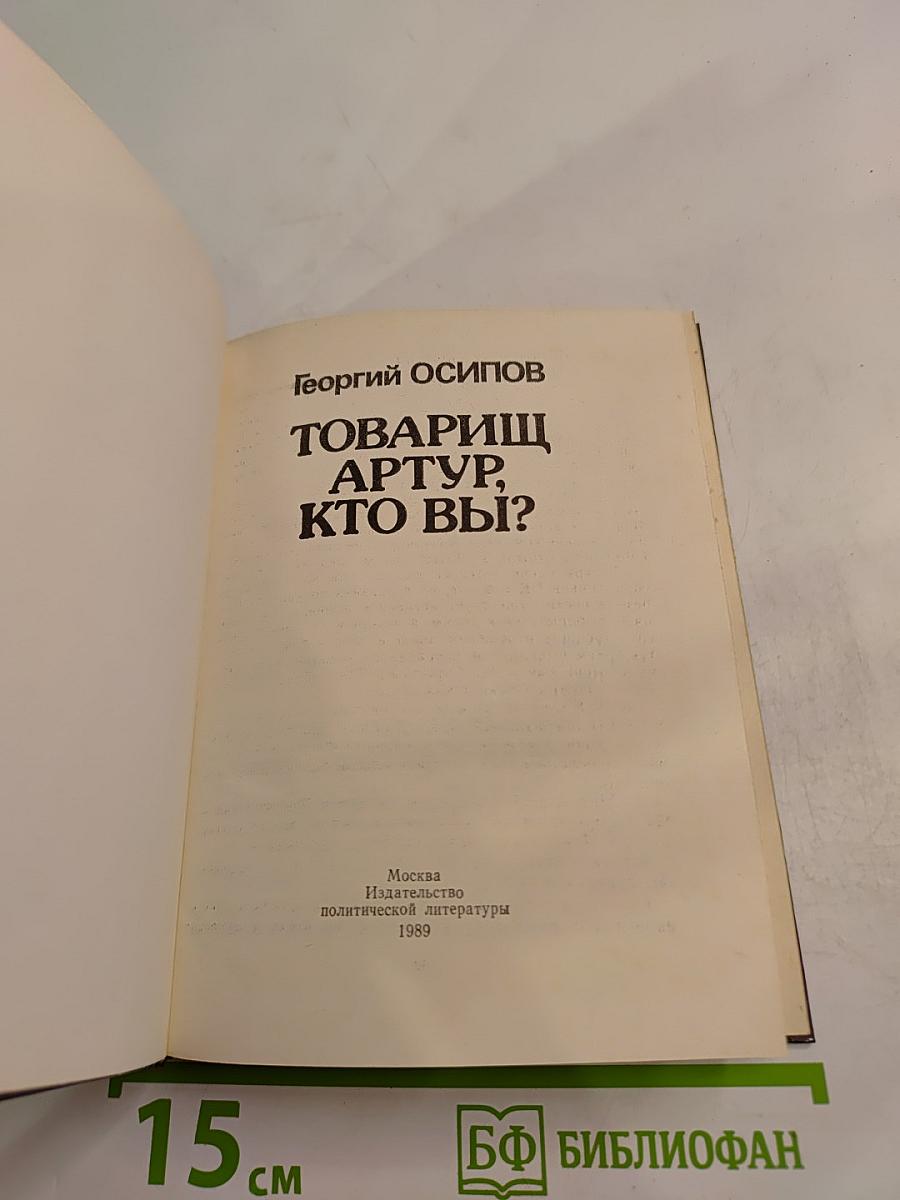 Георгий ОСИПОВ
ТОВАРИЩ
АРТУР,
КТО ВЫ?
Москва
Издательство
политической литературы
1989
15 см
БФ БИБЛИОФАН